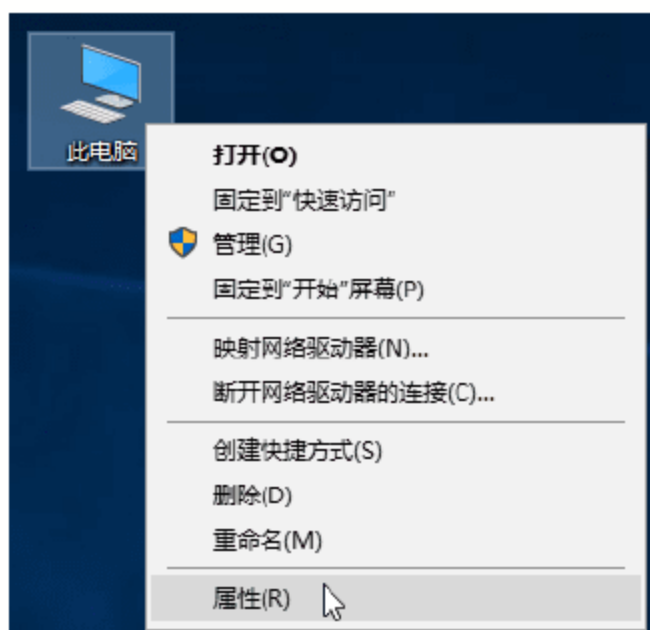 此电脑
打开(O)
固定到"快速访问"
管理(G)
固定到"开始"屏幕(P)
映射网络驱动器(N)...
断开网络驱动器的连接(C)...
创建快捷方式(S)
删除(D)
重命名(M)
属性(R)